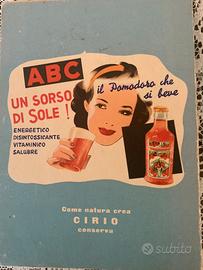 ABC
UN SORSO
DI SOLE!
il Pomodoro che
si beve
ENERGETICO
DISINTOSSICANTE
VITAMINICO
SALUBRE
Come natura crea
CIRIO
conserva
subito